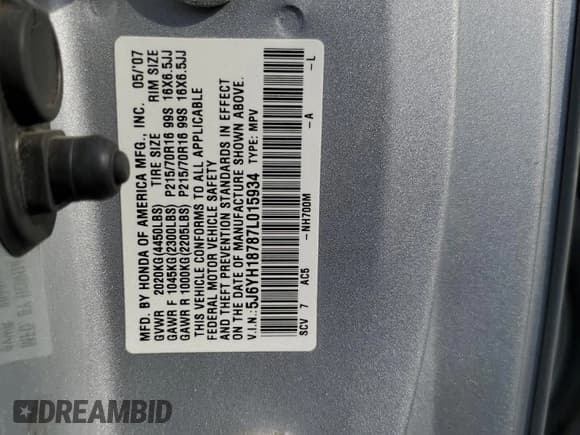 MFD. BY HONDA OF AMERICA MFG., INC. 05/'07
GVWR 2020KG(4450LBS) TIRE SIZE RIM SIZE
GAWR F 1045KG(2300LBS) P215/70R16 99S 16X6.5JJ
GAWR R 1000KG(2205LBS) P215/70R16 99S 16X6.5JJ
THIS VEHICLE CONFORMS TO ALL APPLICABLE
FEDERAL MOTOR VEHICLE SAFETY
AND THEFT PREVENTION STANDARDS IN EFFECT
ON THE DATE OF MANUFACTURE SHOWN ABOVE.
V.I.N.:5J6YH18787L015934 TYPE: MPV
SCV 7 AC5 -NH700M -A -L
DREAMBID